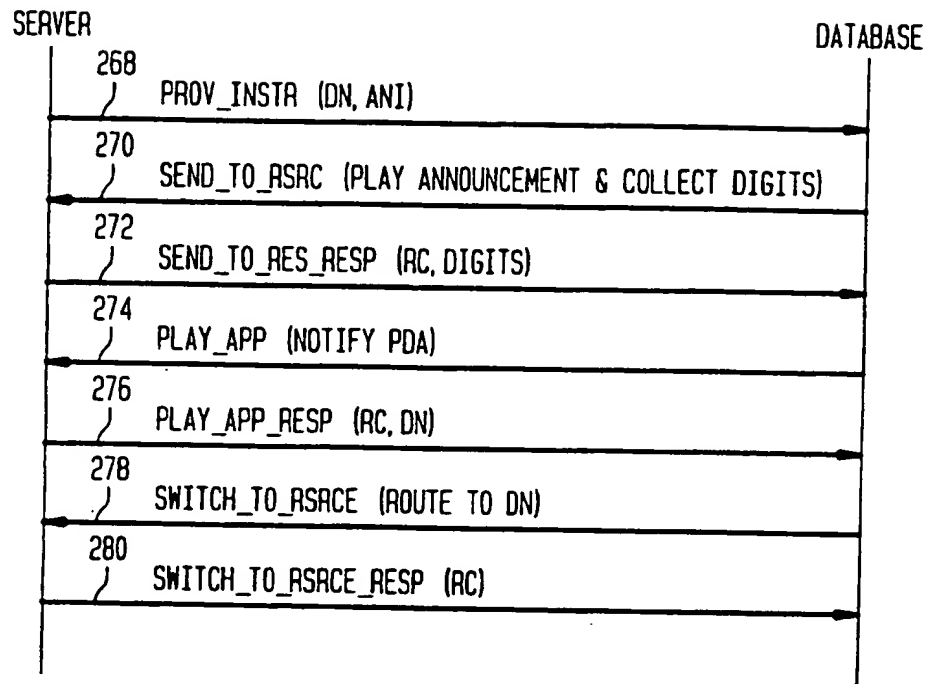 SERVER
DATABASE
268
PROV_INSTR (DN, ANI)
270
SEND_TO_RSRC (PLAY ANNOUNCEMENT & COLLECT DIGITS)
272
SEND_TO_RES_RESP (RC, DIGITS)
274
PLAY_APP (NOTIFY PDA)
276
PLAY_APP_RESP (RC, DN)
278
SWITCH_TO_RSRCE (ROUTE TO DN)
280
SWITCH_TO_RSRCE_RESP (RC)